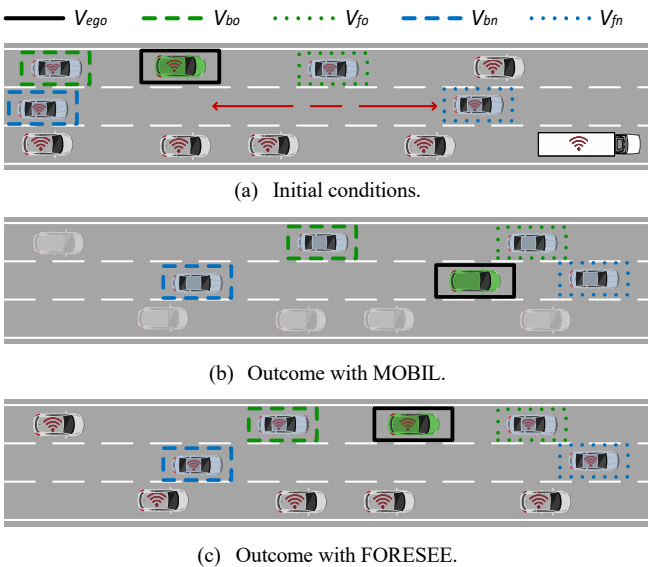 V_ego V_bo V_fo V_bn V_fn
(a) Initial conditions.
(b) Outcome with MOBIL.
(c) Outcome with FORESEE.